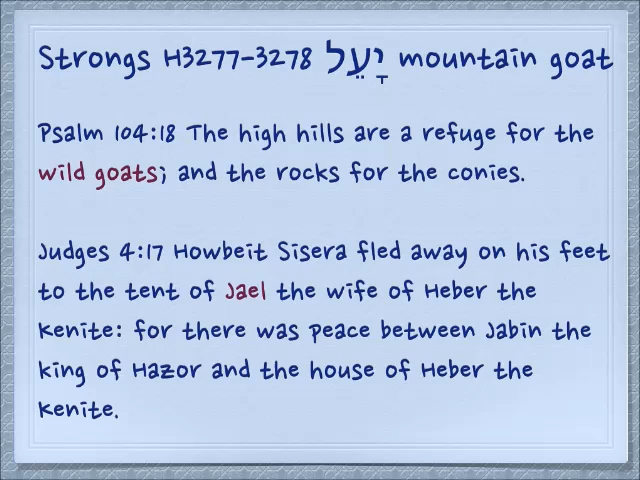 Strongs H3277-3278 יָעֵל mountain goat
Psalm 104:18 The high hills are a refuge for the
wild goats; and the rocks for the conies.
Judges 4:17 Howbeit Sisera fled away on his feet
to the tent of Jael the wife of Heber the
Kenite: for there was peace between Jabin the
king of Hazor and the house of Heber the
Kenite.